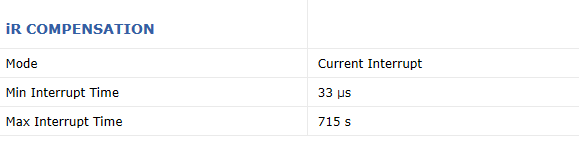 iR COMPENSATION
Mode Current Interrupt
Min Interrupt Time 33 µs
Max Interrupt Time 715 s